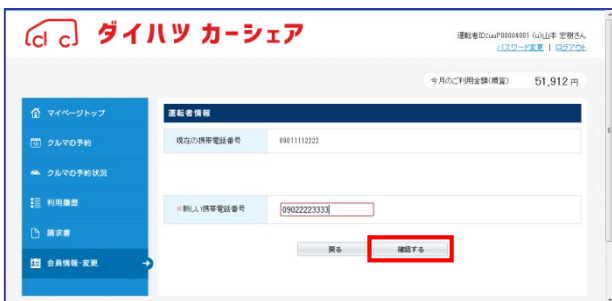 (d d) ダイハツ カーシェア
運転者ID:uuP00004001 (ω)山本 宏樹さん
パスワード変更 | ログアウト
今月のご利用金額(概算) 51,912 円
マイページトップ
クルマの予約
クルマの予約状況
利用履歴
請求書
会員情報・変更
運転者情報
現在の携帯電話番号 09011112222
※新しい携帯電話番号 09022223333
戻る 確認する